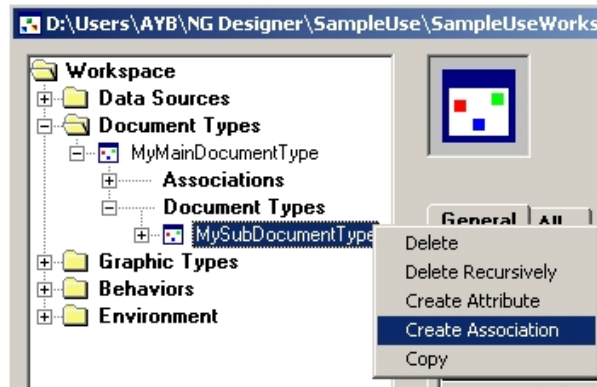 D:\Users\AYB\NG Designer\SampleUse\SampleUseWorks
Workspace
Data Sources
Document Types
MyMainDocumentType
Associations
Document Types
MySubDocumentType
Graphic Types
Behaviors
Environment
General All
Delete
Delete Recursively
Create Attribute
Create Association
Copy